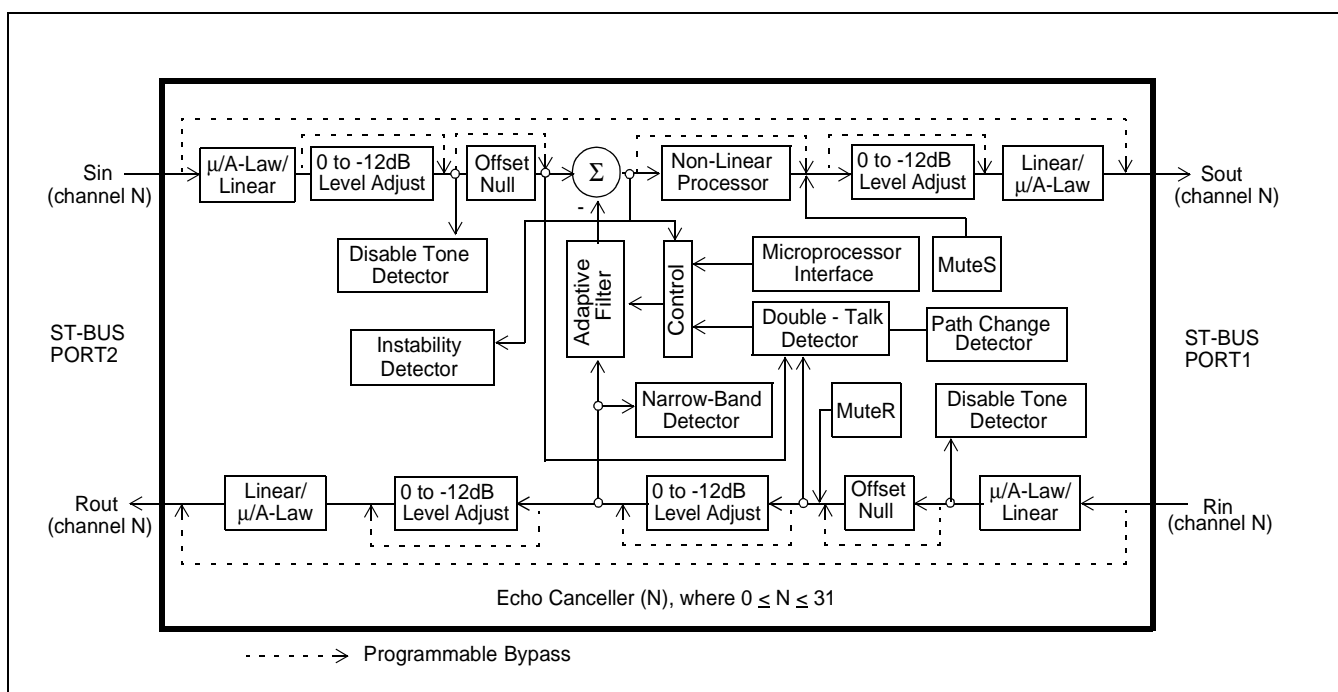 Sin
(channel N)
μ/A-Law/
Linear
0 to -12dB
Level Adjust
Offset
Null
Σ
-
Non-Linear
Processor
0 to -12dB
Level Adjust
Linear/
μ/A-Law
Sout
(channel N)
Disable Tone
Detector
Adaptive
Filter
Control
Microprocessor
Interface
MuteS
ST-BUS
PORT2
Instability
Detector
Double - Talk
Detector
Path Change
Detector
ST-BUS
PORT1
Narrow-Band
Detector
MuteR
Disable Tone
Detector
Rout
(channel N)
Linear/
μ/A-Law
0 to -12dB
Level Adjust
0 to -12dB
Level Adjust
Offset
Null
μ/A-Law/
Linear
Rin
(channel N)
Echo Canceller (N), where 0 ≤ N ≤ 31
Programmable Bypass